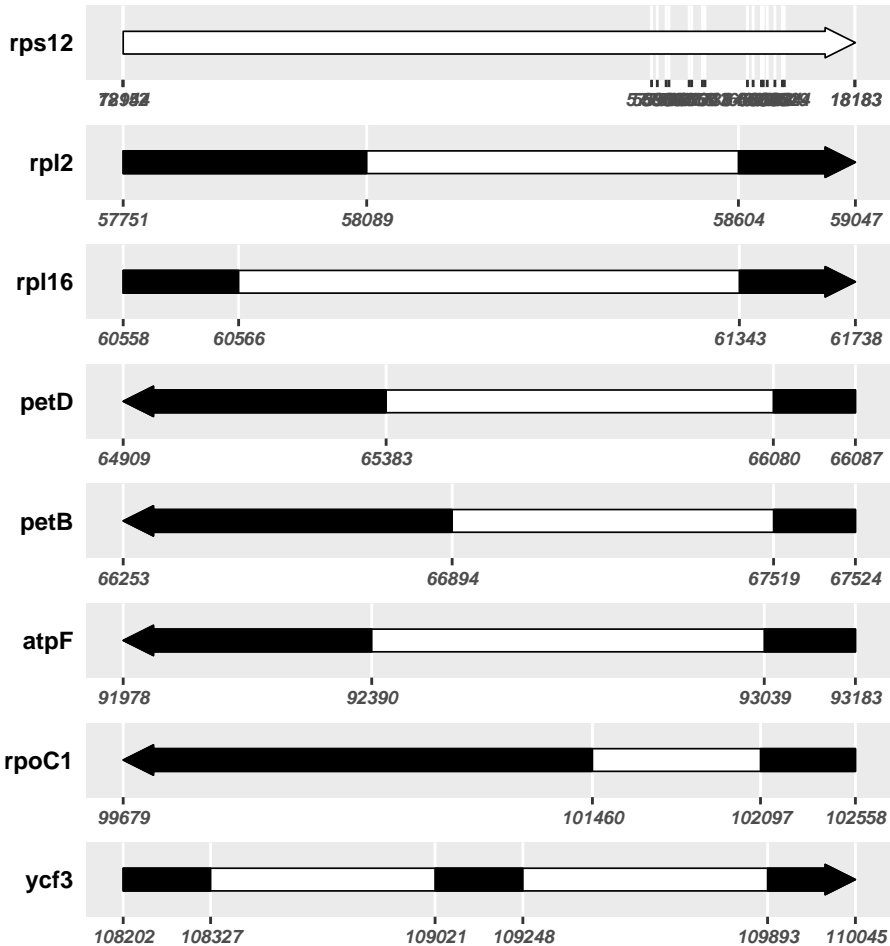 rps12
18183
rpl2
57751 58089 58604 59047
rpl16
60558 60566 61343 61738
petD
64909 65383 66080 66087
petB
66253 66894 67519 67524
atpF
91978 92390 93039 93183
rpoC1
99679 101460 102097 102558
ycf3
108202 108327 109021 109248 109893 110045